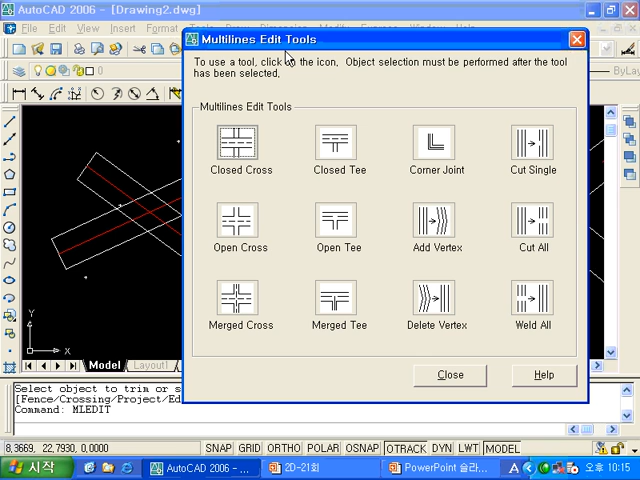 AutoCAD 2006 - [Drawing2.dwg]
File Edit View Insert Format
Multilines Edit Tools
To use a tool, click on the icon. Object selection must be performed after the tool
has been selected.
ByLay
Multilines Edit Tools
Closed Cross Closed Tee Corner Joint Cut Single
Open Cross Open Tee Add Vertex Cut All
Merged Cross Merged Tee Delete Vertex Weld All
Close Help
Y
X
Model Layout1
Select object to trim or s
[Fence/Crossing/Project/Ed
Command: MLEDIT
8.3669, 22.7930, 0.0000 SNAP GRID ORTHO POLAR OSNAP OTRACK DYN LWT MODEL
시작 AutoCAD 2006 - ... 2D-21회 PowerPoint 슬라... A 오후 10:15